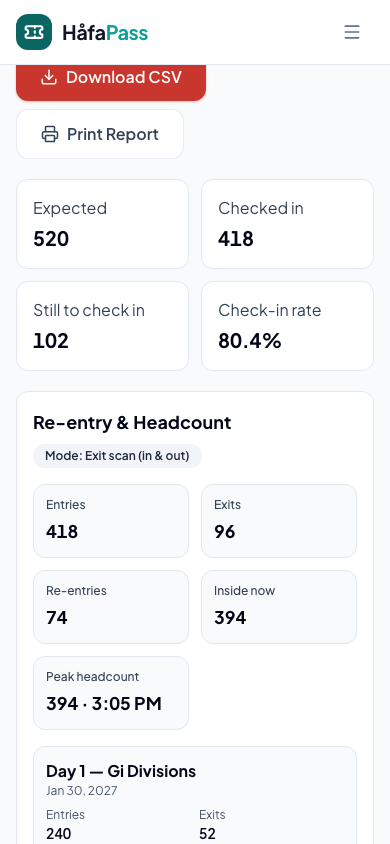 HåfaPass
Download CSV
Print Report
Expected
520
Checked in
418
Still to check in
102
Check-in rate
80.4%
Re-entry & Headcount
Mode: Exit scan (in & out)
Entries
418
Exits
96
Re-entries
74
Inside now
394
Peak headcount
394 · 3:05 PM
Day 1 — Gi Divisions
Jan 30, 2027
Entries
240
Exits
52